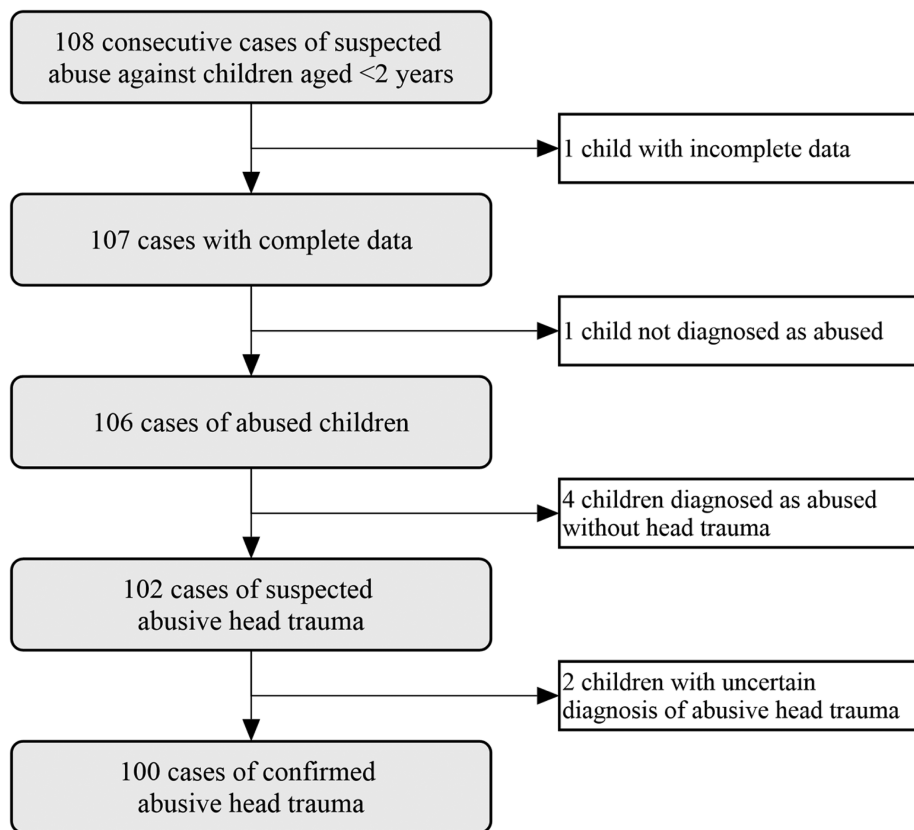 108 consecutive cases of suspected
abuse against children aged <2 years
1 child with incomplete data
107 cases with complete data
1 child not diagnosed as abused
106 cases of abused children
4 children diagnosed as abused
without head trauma
102 cases of suspected
abusive head trauma
2 children with uncertain
diagnosis of abusive head trauma
100 cases of confirmed
abusive head trauma